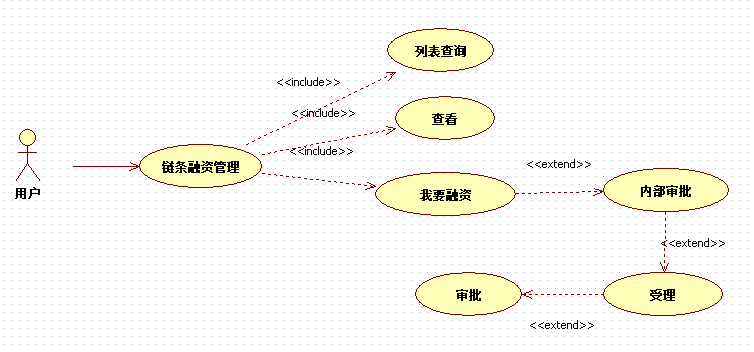 列表查询
<<include>>
<<include>>
查看
<<include>>
链条融资管理
用户
<<extend>>
我要融资
内部审批
<<extend>>
审批
受理
<<extend>>